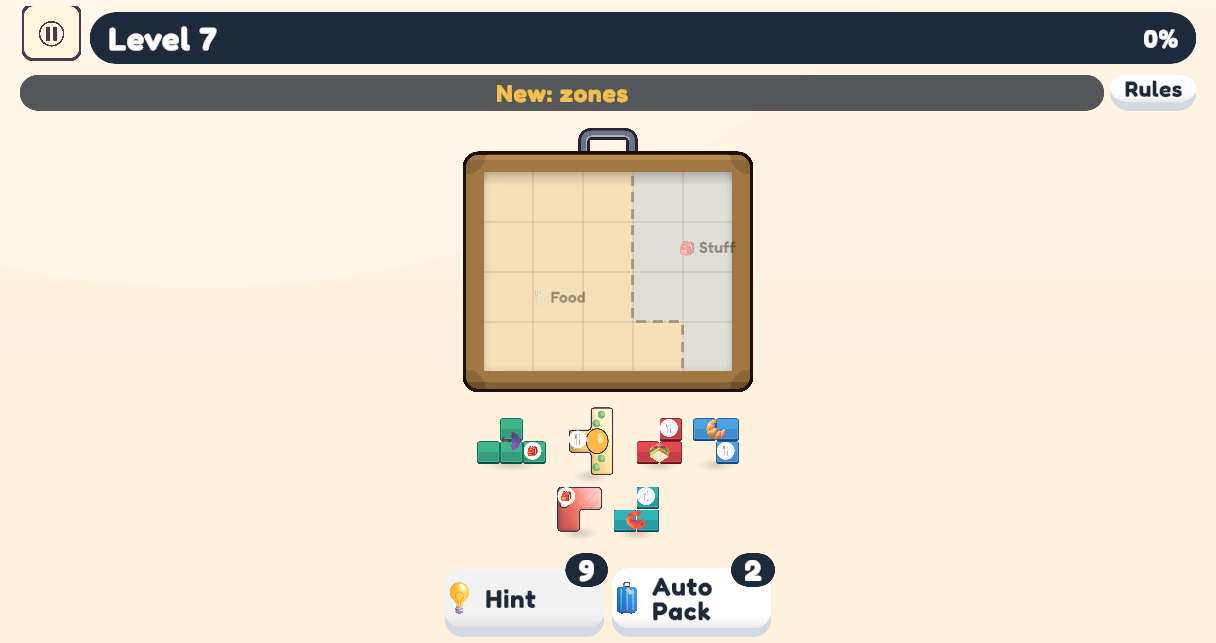 Level 7
0%
New: zones
Rules
Stuff
Food
9
2
Hint
Auto
Pack